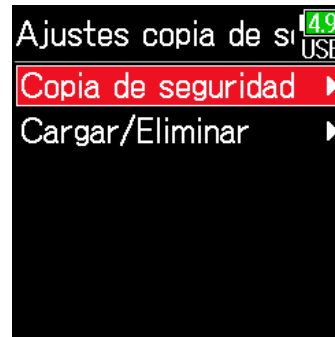 Ajustes copia de
4.9
USB
Copia de seguridad
Cargar/Eliminar